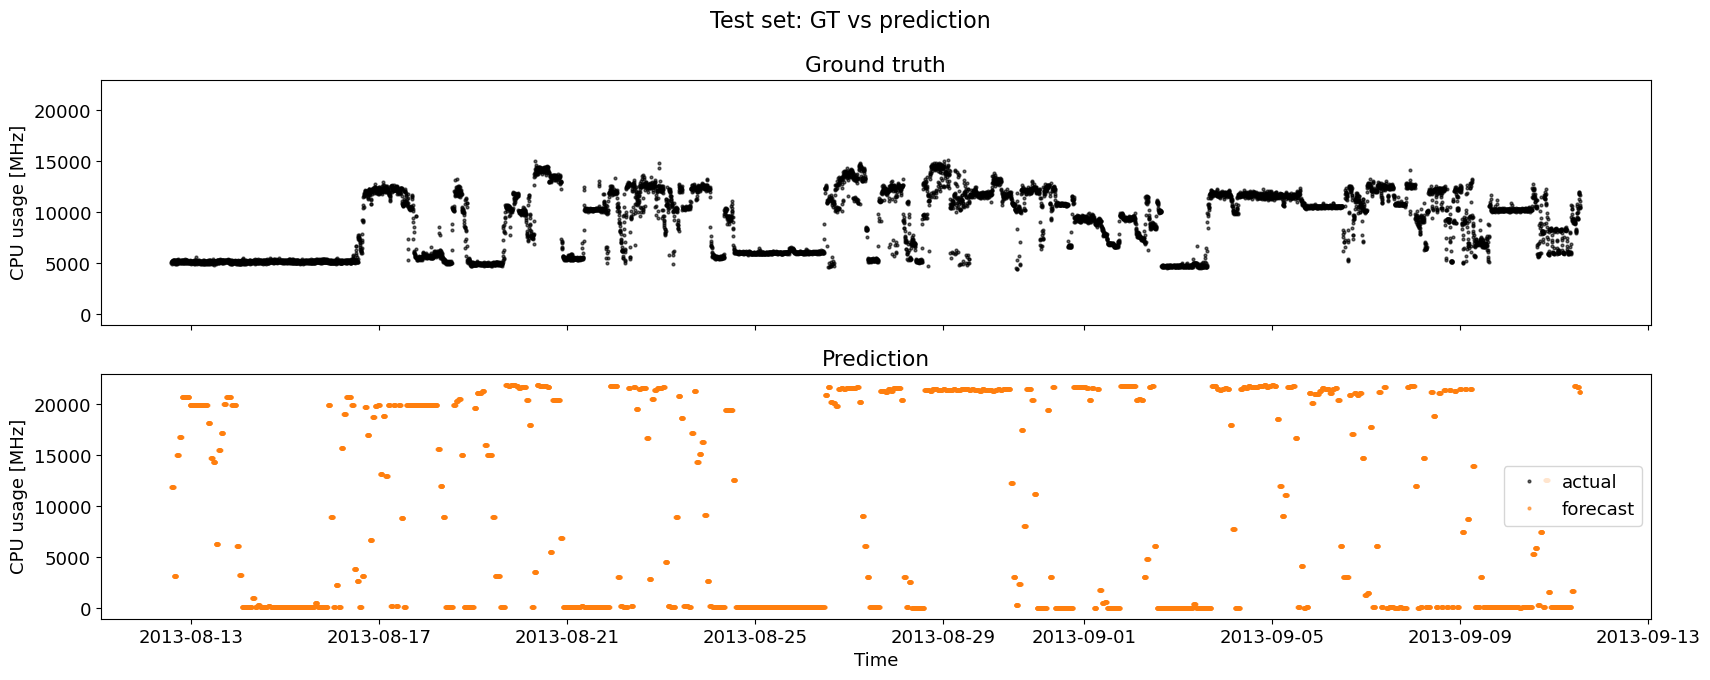 Test set: GT vs prediction
Ground truth
CPU usage [MHz]
20000
15000
10000
5000
0
Prediction
CPU usage [MHz]
20000
15000
10000
5000
0
actual
forecast
2013-08-13 2013-08-17 2013-08-21 2013-08-25 2013-08-29 2013-09-01 2013-09-05 2013-09-09 2013-09-13
Time